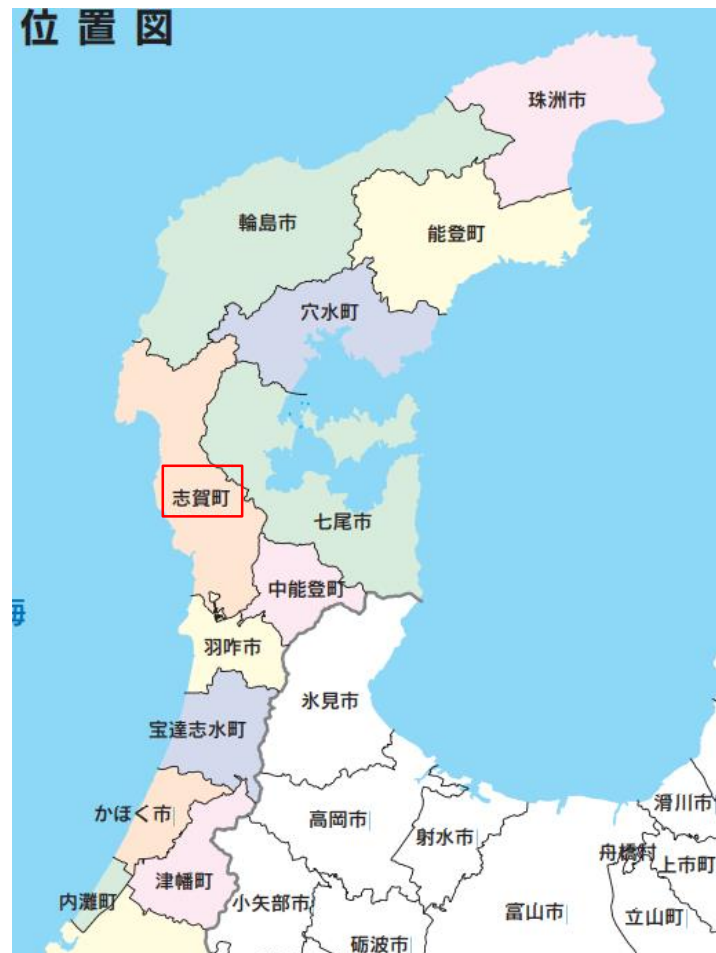 位置図
珠洲市
輪島市
能登町
穴水町
志賀町
七尾市
中能登町
海
羽咋市
氷見市
宝達志水町
かほく市
高岡市
射水市
滑川市
舟橋村
上市町
津幡町
内灘町
小矢部市
富山市
立山町
砺波市